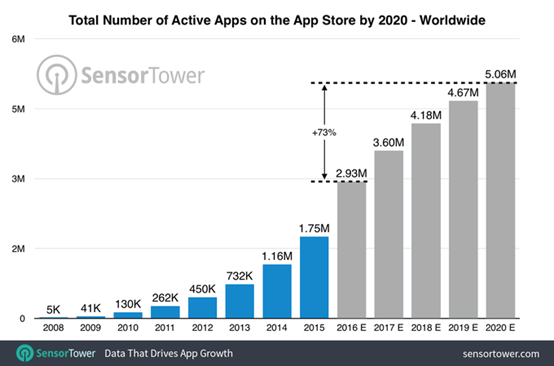 Total Number of Active Apps on the App Store by 2020 - Worldwide
6M
SensorTower
5.06M
4.67M
5M
4.18M
+73%
3.60M
3M
2.93M
2M
1.75M
1.16M
732K
450K
262K
130K
41K
5K
0
2008 2009 2010 2011 2012 2013 2014 2015 2016 E 2017 E 2018 E 2019 E 2020 E
SensorTower Data That Drives App Growth sensortower.com